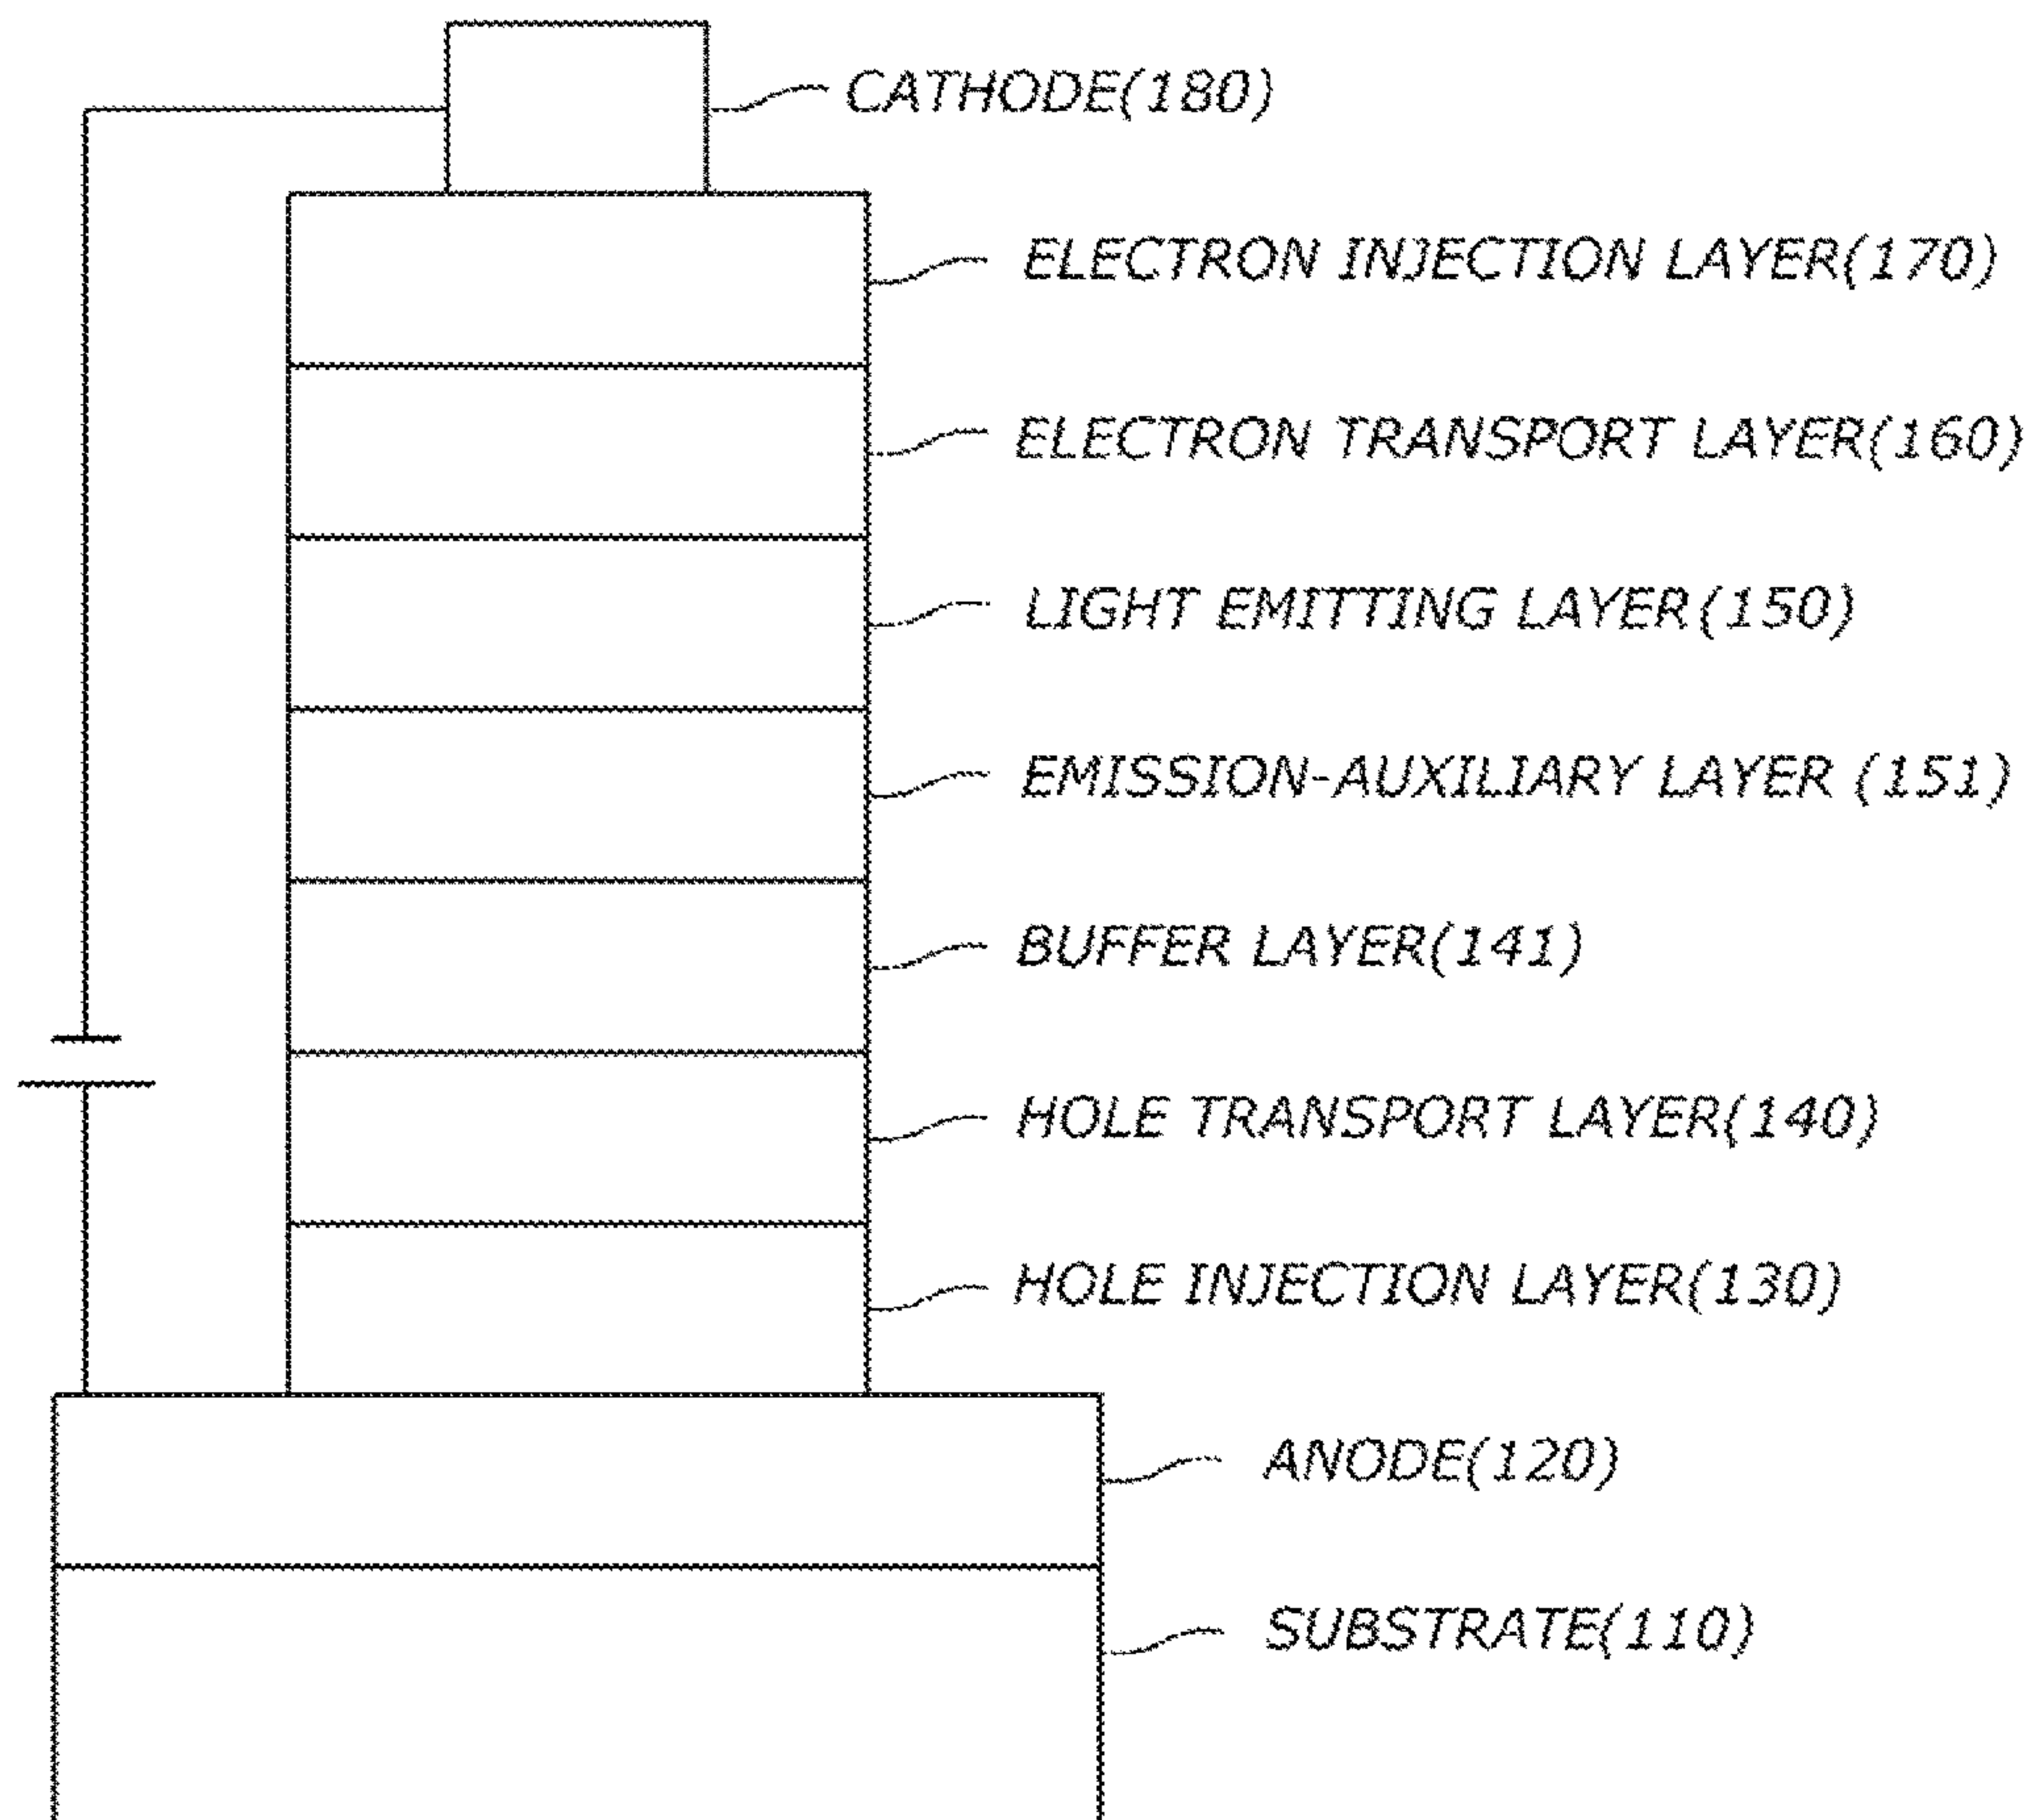 CATHODE(180)
ELECTRON INJECTION LAYER(170)
ELECTRON TRANSPORT LAYER(160)
LIGHT EMITTING LAYER(150)
EMISSION-AUXILIARY LAYER (151)
BUFFER LAYER(141)
HOLE TRANSPORT LAYER(140)
HOLE INJECTION LAYER(130)
ANODE(120)
SUBSTRATE(110)